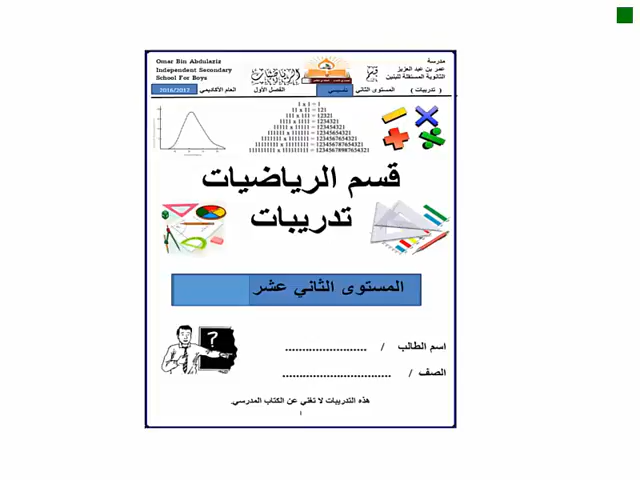 Omar Bin Abdulaziz
Independent Secondary
School For Boys
الرياضيات
قسم
مدرسة
عمر بن عبد العزيز
الثانوية المستقلة للبنين
( تدريبات )
المستوى الثاني
تأسيسي
الفصل الأول
العام الأكاديمي
2016/2017
1 x 1 = 1
11 x 11 = 121
111 x 111 = 12321
1111 x 1111 = 1234321
11111 x 11111 = 123454321
111111 x 111111 = 12345654321
1111111 x 1111111 = 1234567654321
11111111 x 11111111 = 123456787654321
111111111 x 111111111 = 12345678987654321
قسم الرياضيات
تدريبات
المستوى الثاني عشر
?
اسم الطالب / ........................
الصف / ................................
هذه التدريبات لا تغني عن الكتاب المدرسي.